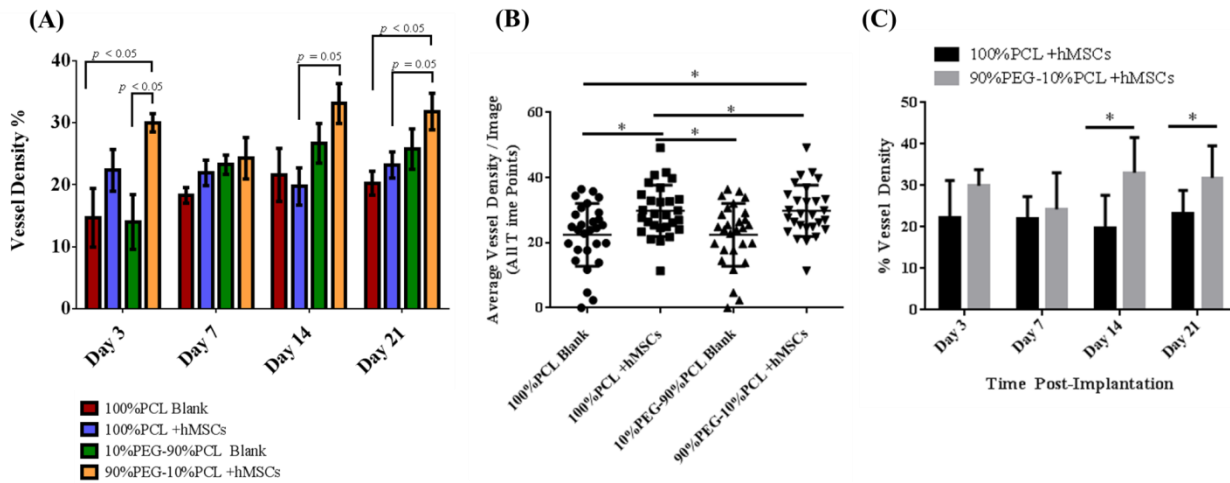 (A)
p < 0.05
p < 0.05
p = 0.05
p < 0.05
p = 0.05
Vessel Density %
40
30
20
10
0
Day 3
Day 7
Day 14
Day 21
100%PCL Blank
100%PCL +hMSCs
10%PEG-90%PCL Blank
90%PEG-10%PCL +hMSCs
(B)
*
*
*
*
Average Vessel Density / Image
(All T ime Points)
60
40
20
0
100%PCL Blank
100%PCL +hMSCs
10%PEG-90%PCL Blank
90%PEG-10%PCL +hMSCs
(C)
100%PCL +hMSCs
90%PEG-10%PCL +hMSCs
*
*
% Vessel Density
50
40
30
20
10
0
Day 3
Day 7
Day 14
Day 21
Time Post-Implantation